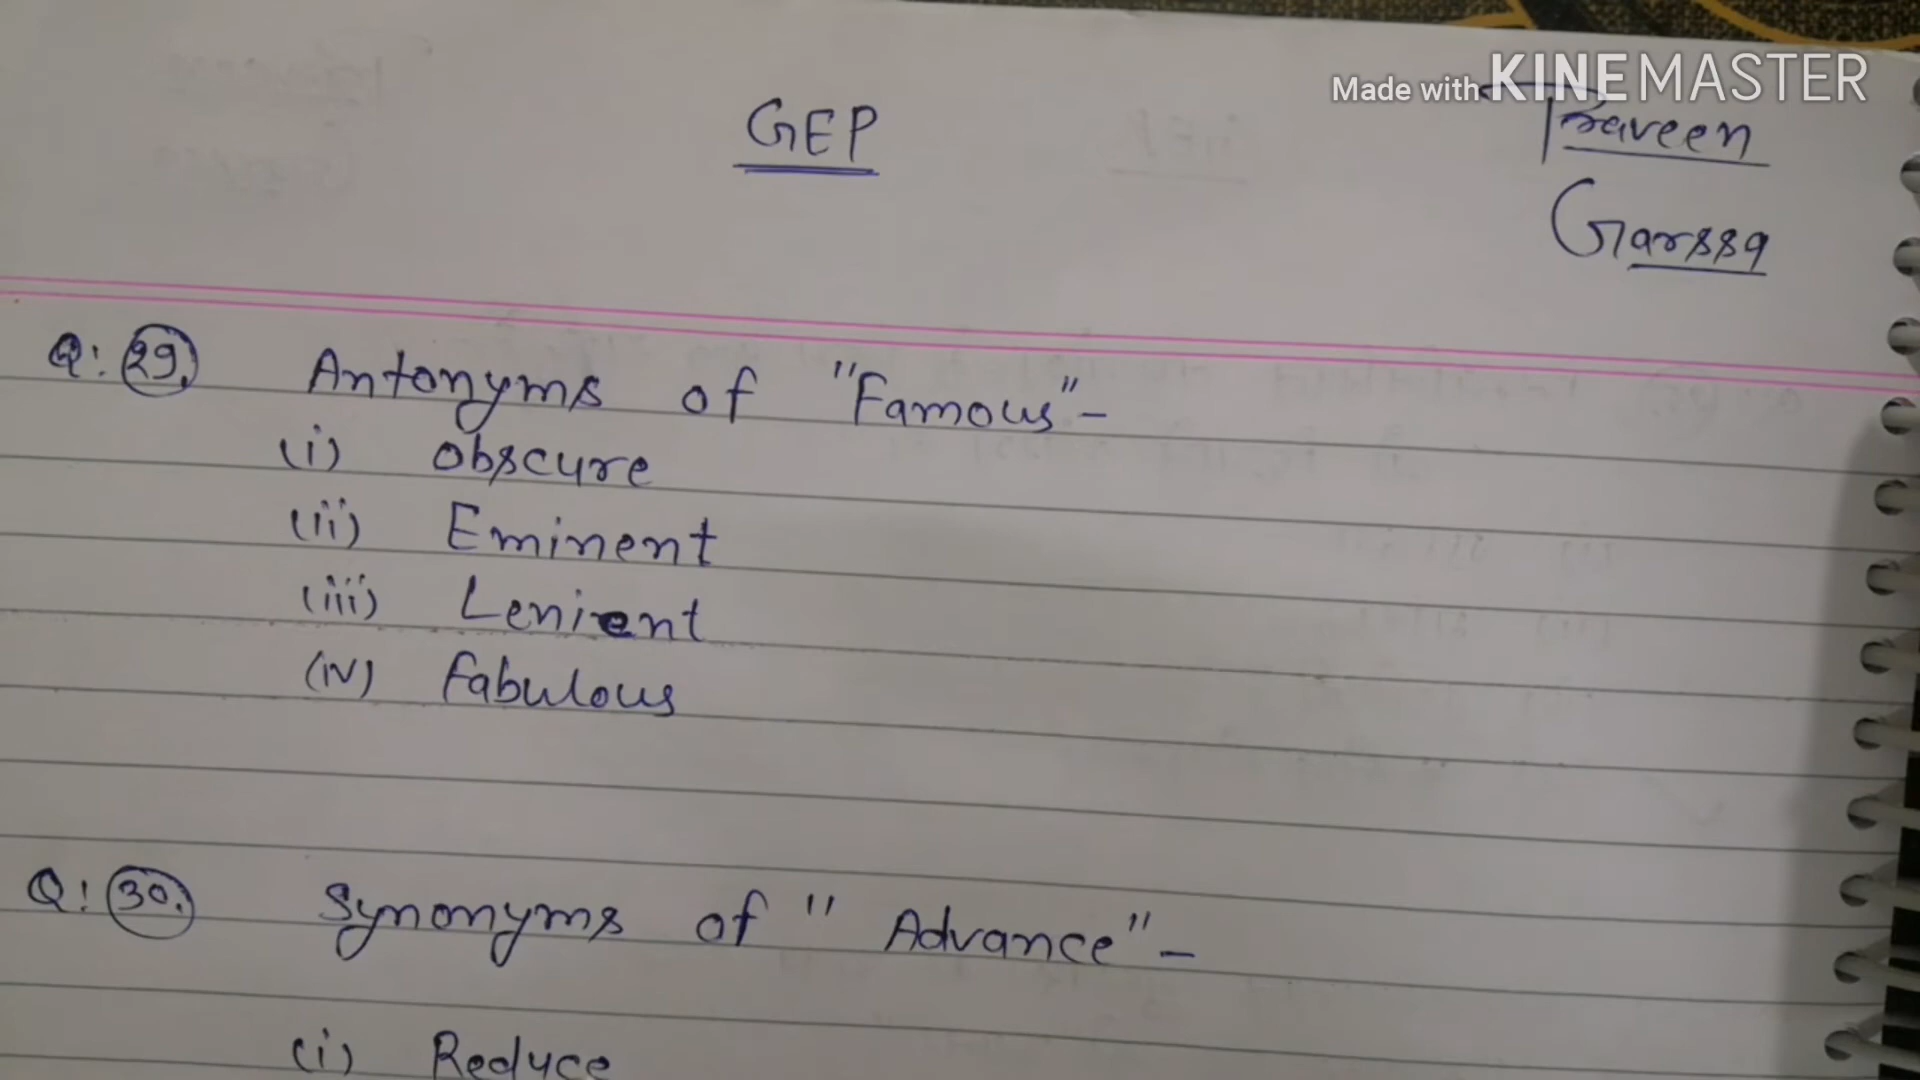 Made with KINEMASTER
GEP
Praveen
Garssa
Q: 29. Antonyms of "Famous"-
(i) obscure
(ii) Eminent
(iii) Lenient
(iv) fabulous
Q: 30. Synonyms of "Advance"-
(i) Reduce